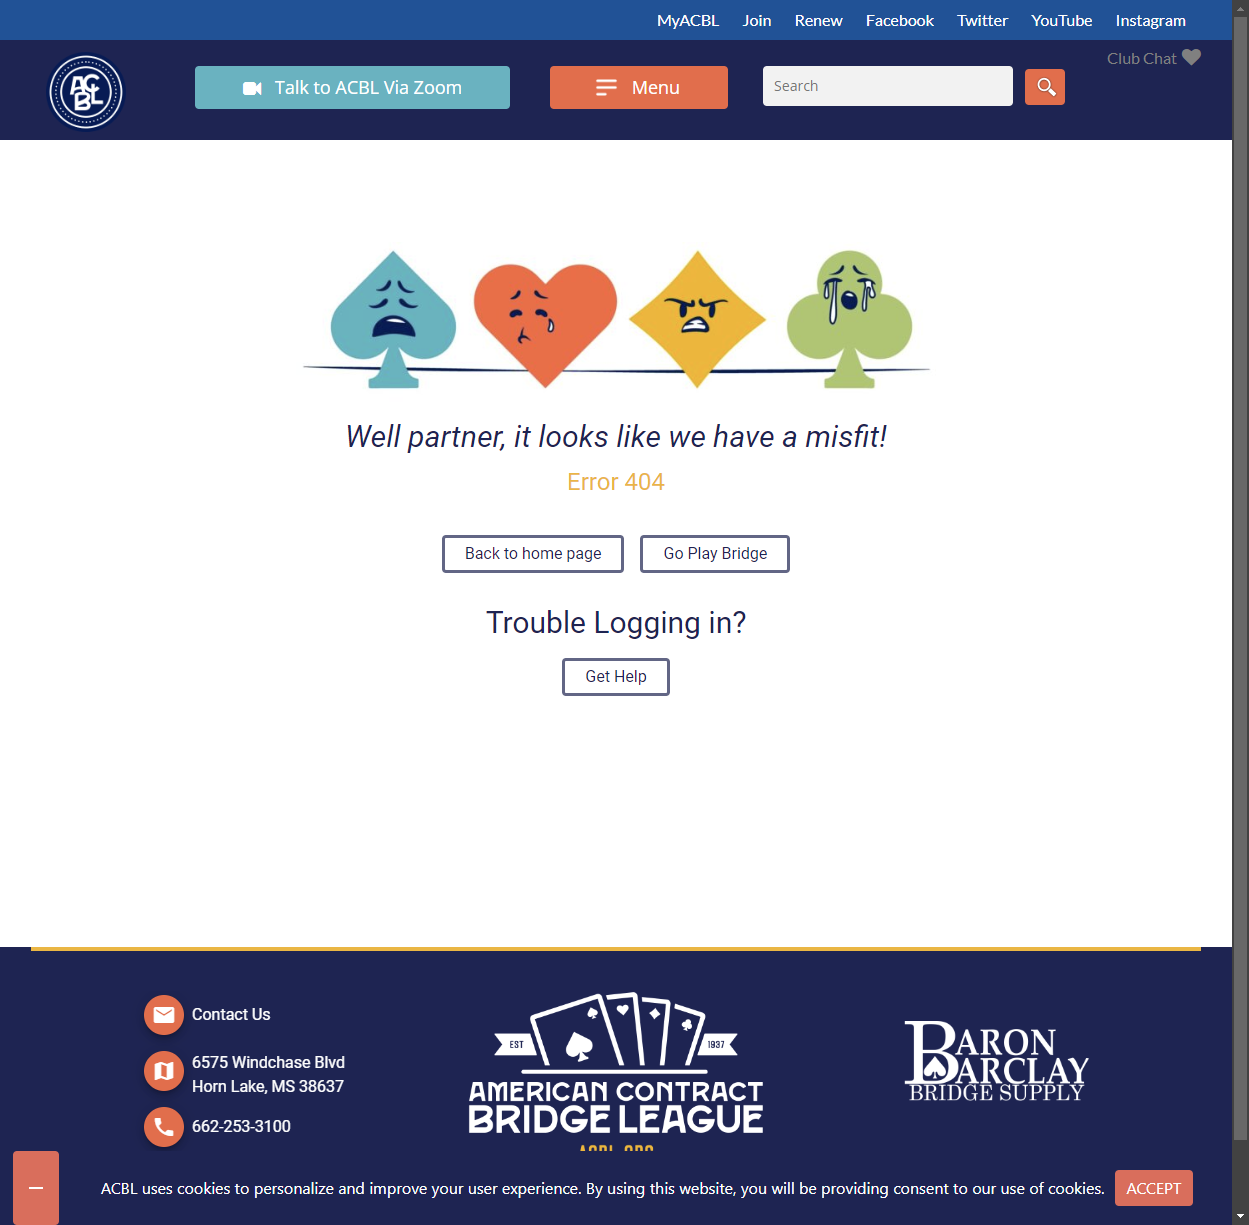 MyACBL Join Renew Facebook Twitter YouTube Instagram
ACBL
Talk to ACBL Via Zoom
Menu
Search
Club Chat
Well partner, it looks like we have a misfit!
Error 404
Back to home page
Go Play Bridge
Trouble Logging in?
Get Help
Contact Us
6575 Windchase Blvd
Horn Lake, MS 38637
662-253-3100
EST 1937
AMERICAN CONTRACT
BRIDGE LEAGUE
BARON
BARCLAY
BRIDGE SUPPLY
ACBL uses cookies to personalize and improve your user experience. By using this website, you will be providing consent to our use of cookies.
ACCEPT